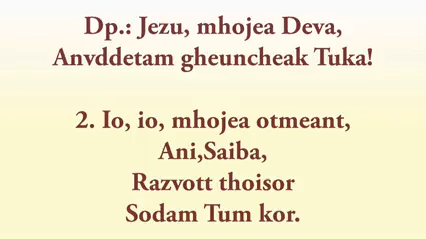 Dp.: Jezu, mhojea Deva,
Anvddetam gheuncheak Tuka!
2. Io, io, mhojea otmeant,
Ani,Saiba,
Razvott thoisor
Sodam Tum kor.